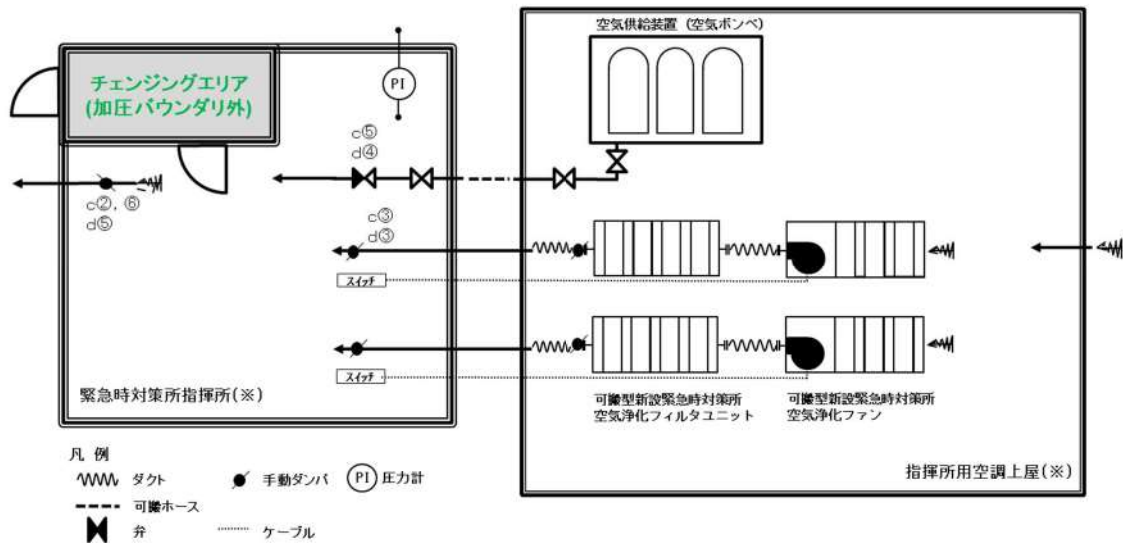 空気供給装置 (空気ボンベ)
チェンジングエリア
(加圧バウンダリ外)
PI
c⑤
d④
c②, ⑥
d⑤
c③
d③
スイッチ
スイッチ
緊急時対策所指揮所(※)
可搬型新設緊急時対策所
空気浄化フィルタユニット
可搬型新設緊急時対策所
空気浄化ファン
指揮所用空調上屋(※)
凡 例
ダクト
手動ダンパ
PI 圧力計
可搬ホース
弁
ケーブル